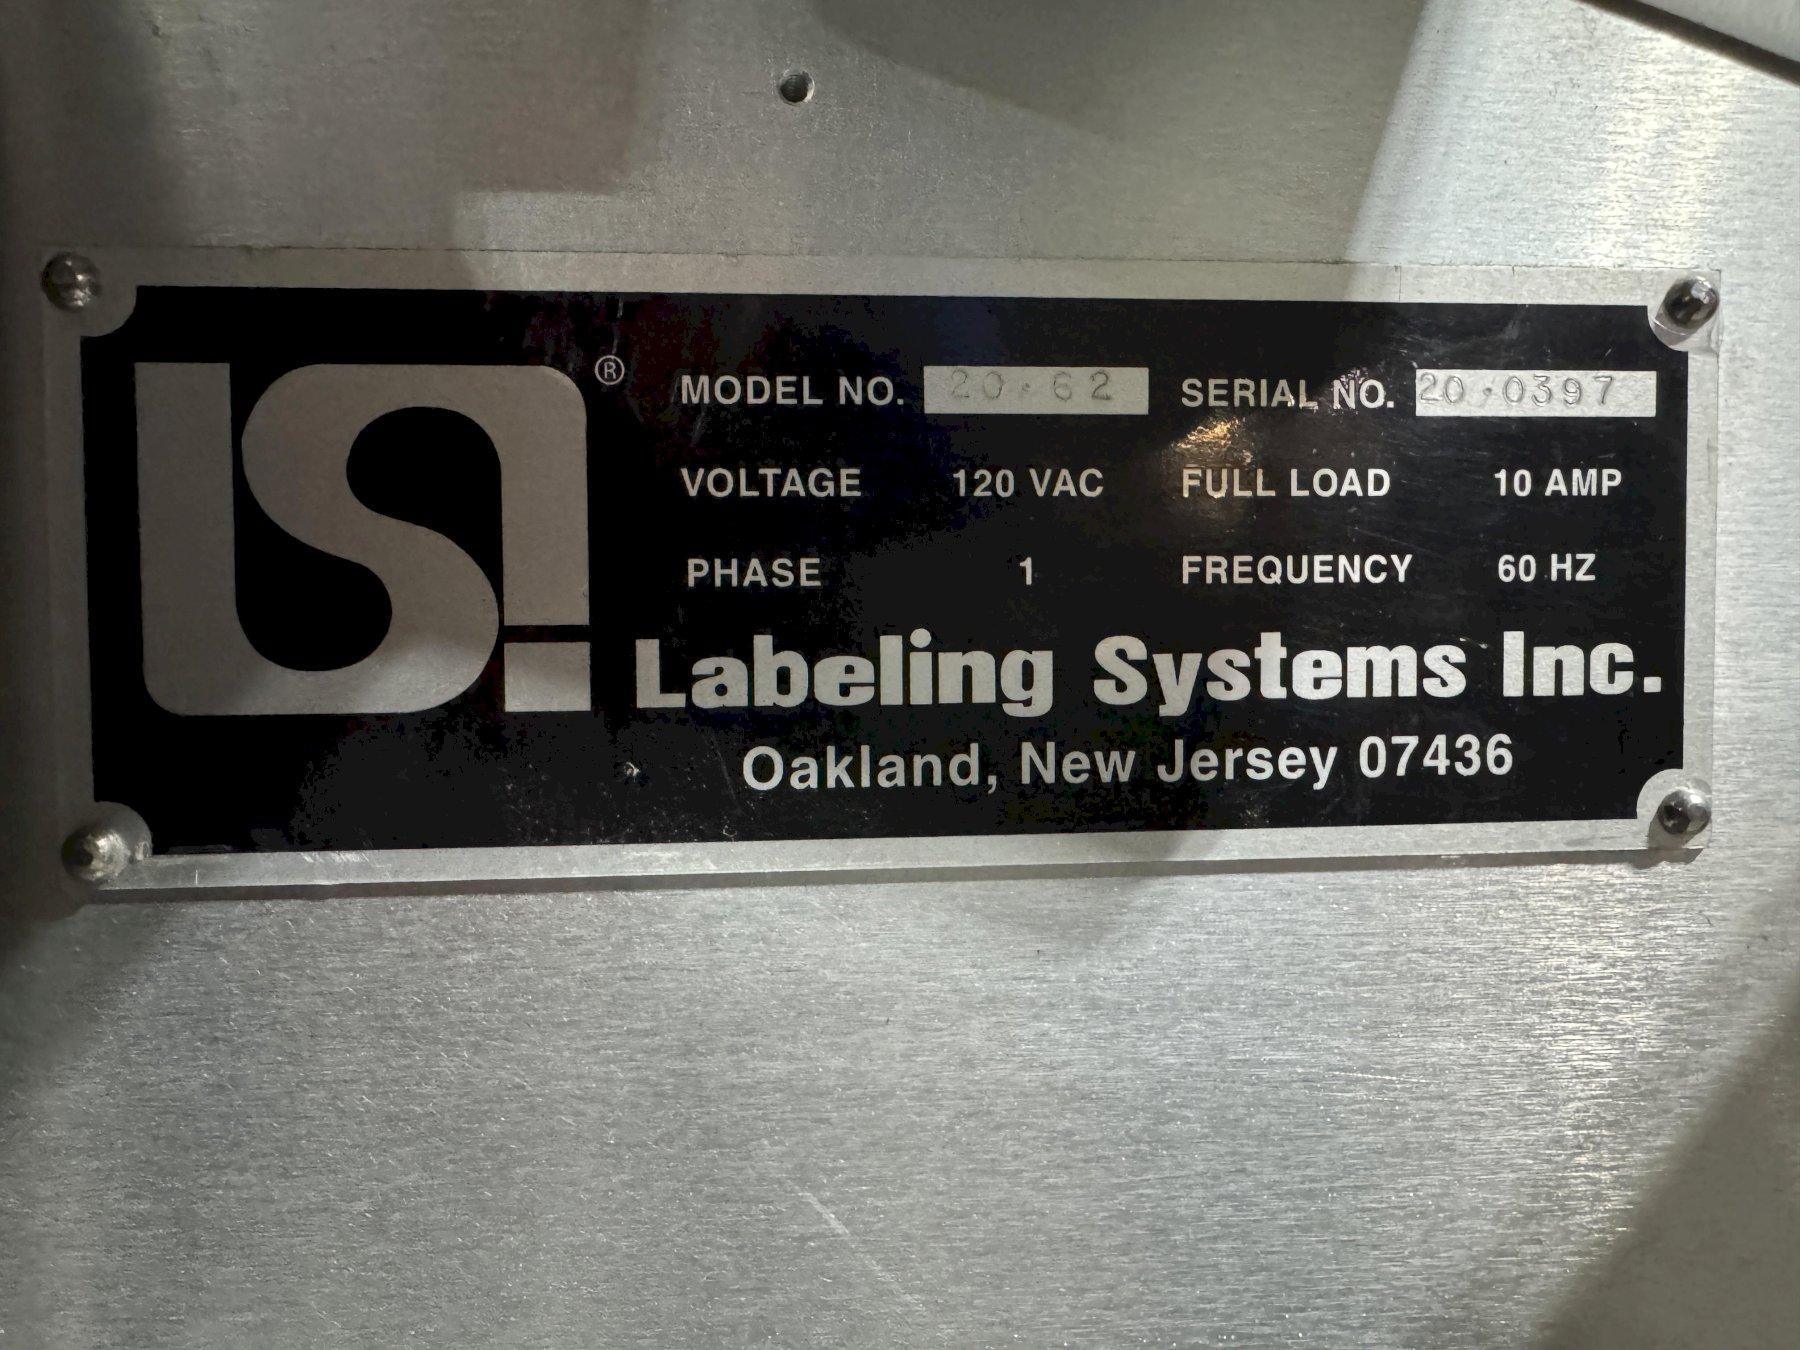 LSI ®
MODEL NO. 20·62 SERIAL NO. 20·0397
VOLTAGE 120 VAC FULL LOAD 10 AMP
PHASE 1 FREQUENCY 60 HZ
Labeling Systems Inc.
Oakland, New Jersey 07436